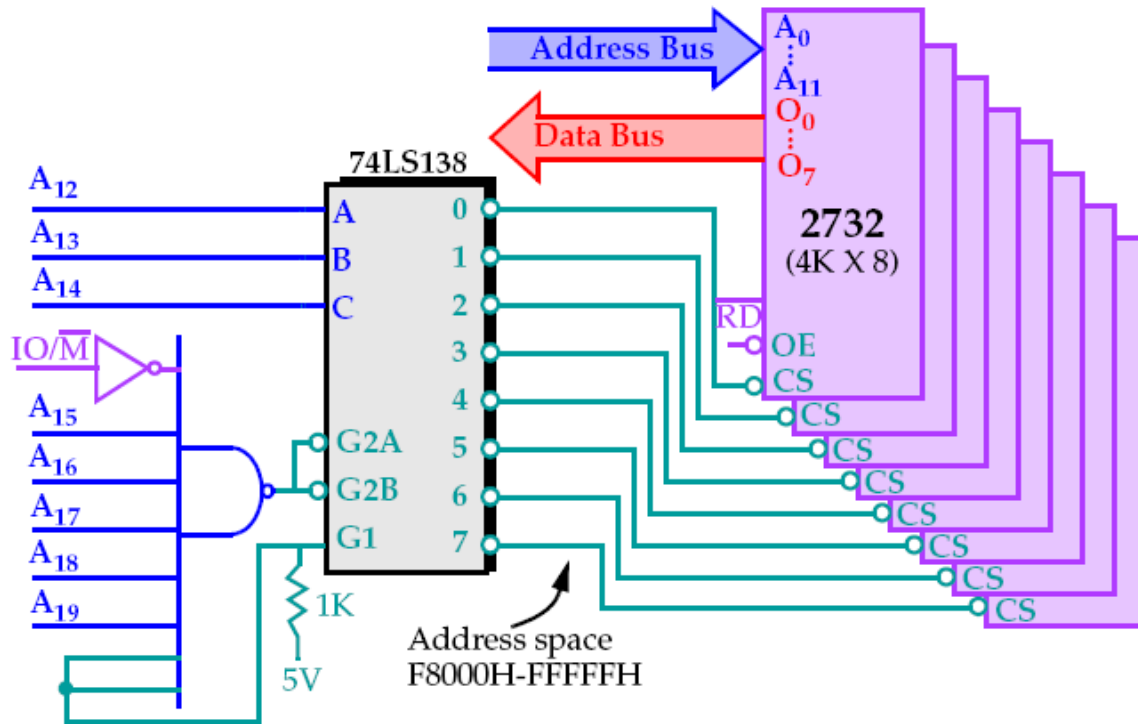 Address Bus
A0
A11
Data Bus
O0
O7
74LS138
2732
(4K X 8)
A12
A13
A14
A
B
C
0
1
2
3
4
5
6
7
IO/M̅
A15
A16
A17
A18
A19
G2A
G2B
G1
1K
5V
R̅D̅
OE
CS
CS
CS
CS
CS
CS
CS
CS
Address space
F8000H-FFFFFH